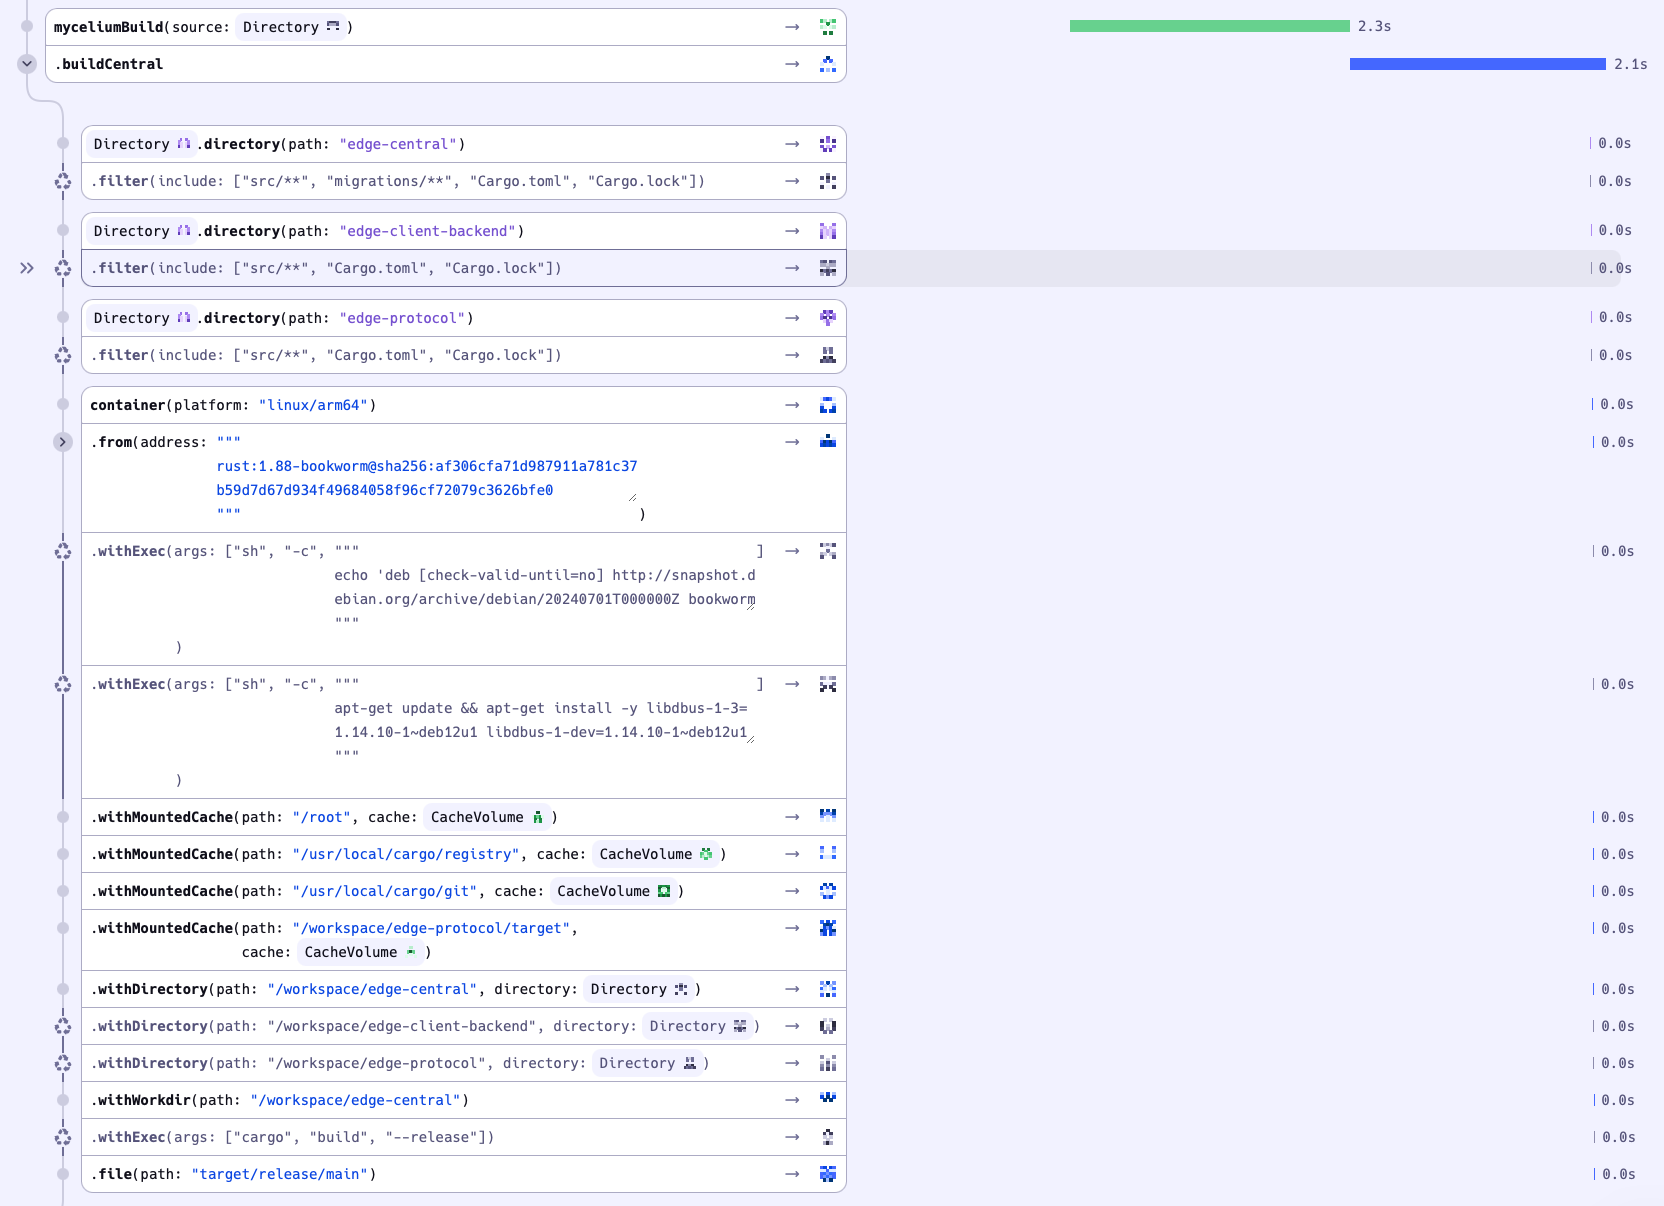 myceliumBuild(source: Directory ) → 2.3s
.buildCentral → 2.1s
Directory .directory(path: "edge-central") → 0.0s
.filter(include: ["src/**", "migrations/**", "Cargo.toml", "Cargo.lock"]) → 0.0s
Directory .directory(path: "edge-client-backend") → 0.0s
.filter(include: ["src/**", "Cargo.toml", "Cargo.lock"]) → 0.0s
Directory .directory(path: "edge-protocol") → 0.0s
.filter(include: ["src/**", "Cargo.toml", "Cargo.lock"]) → 0.0s
container(platform: "linux/arm64") → 0.0s
.from(address: """ → 0.0s
rust:1.88-bookworm@sha256:af306cfa71d987911a781c37
b59d7d67d934f49684058f96cf72079c3626bfe0
"""
)
.withExec(args: ["sh", "-c", """ ] → 0.0s
echo 'deb [check-valid-until=no] http://snapshot.d
ebian.org/archive/debian/20240701T000000Z bookworm
"""
)
.withExec(args: ["sh", "-c", """ ] → 0.0s
apt-get update && apt-get install -y libdbus-1-3=
1.14.10-1~deb12u1 libdbus-1-dev=1.14.10-1~deb12u1
"""
)
.withMountedCache(path: "/root", cache: CacheVolume ) → 0.0s
.withMountedCache(path: "/usr/local/cargo/registry", cache: CacheVolume ) → 0.0s
.withMountedCache(path: "/usr/local/cargo/git", cache: CacheVolume ) → 0.0s
.withMountedCache(path: "/workspace/edge-protocol/target", → 0.0s
cache: CacheVolume )
.withDirectory(path: "/workspace/edge-central", directory: Directory ) → 0.0s
.withDirectory(path: "/workspace/edge-client-backend", directory: Directory ) → 0.0s
.withDirectory(path: "/workspace/edge-protocol", directory: Directory ) → 0.0s
.withWorkdir(path: "/workspace/edge-central") → 0.0s
.withExec(args: ["cargo", "build", "--release"]) → 0.0s
.file(path: "target/release/main") → 0.0s